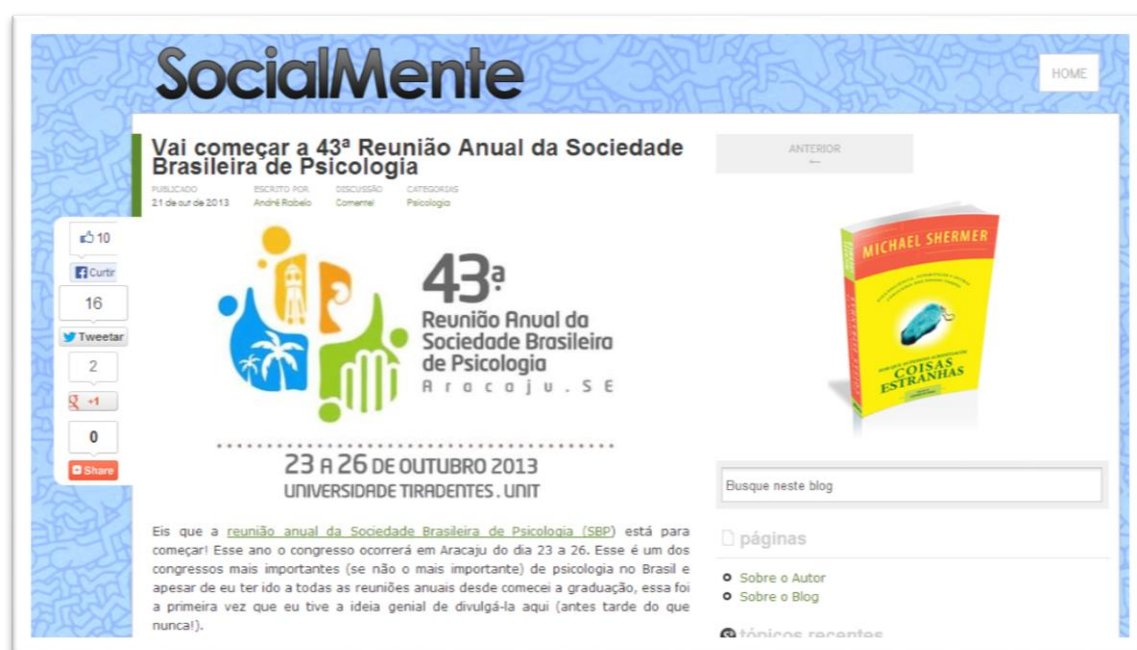 SocialMente
HOME
Vai começar a 43ª Reunião Anual da Sociedade
Brasileira de Psicologia
PUBLICADO ESCRITO POR DISCUSSÃO CATEGORIAS
21 de out de 2013 André Rabelo Comente! Psicologia
10
Curtir
16
Tweetar
2
+1
0
Share
43ª
Reunião Anual da
Sociedade Brasileira
de Psicologia
Aracaju.SE
23 A 26 DE OUTUBRO 2013
UNIVERSIDADE TIRADENTES . UNIT
Eis que a reunião anual da Sociedade Brasileira de Psicologia (SBP) está para
começar! Esse ano o congresso ocorrerá em Aracaju do dia 23 a 26. Esse é um dos
congressos mais importantes (se não o mais importante) de psicologia no Brasil e
apesar de eu ter ido a todas as reuniões anuais desde comecei a graduação, essa foi
a primeira vez que eu tive a ideia genial de divulgá-la aqui (antes tarde do que
nunca!).
ANTERIOR
←
MICHAEL SHERMER
COISAS
ESTRANHAS
Busque neste blog
páginas
Sobre o Autor
Sobre o Blog
tópicos recentes